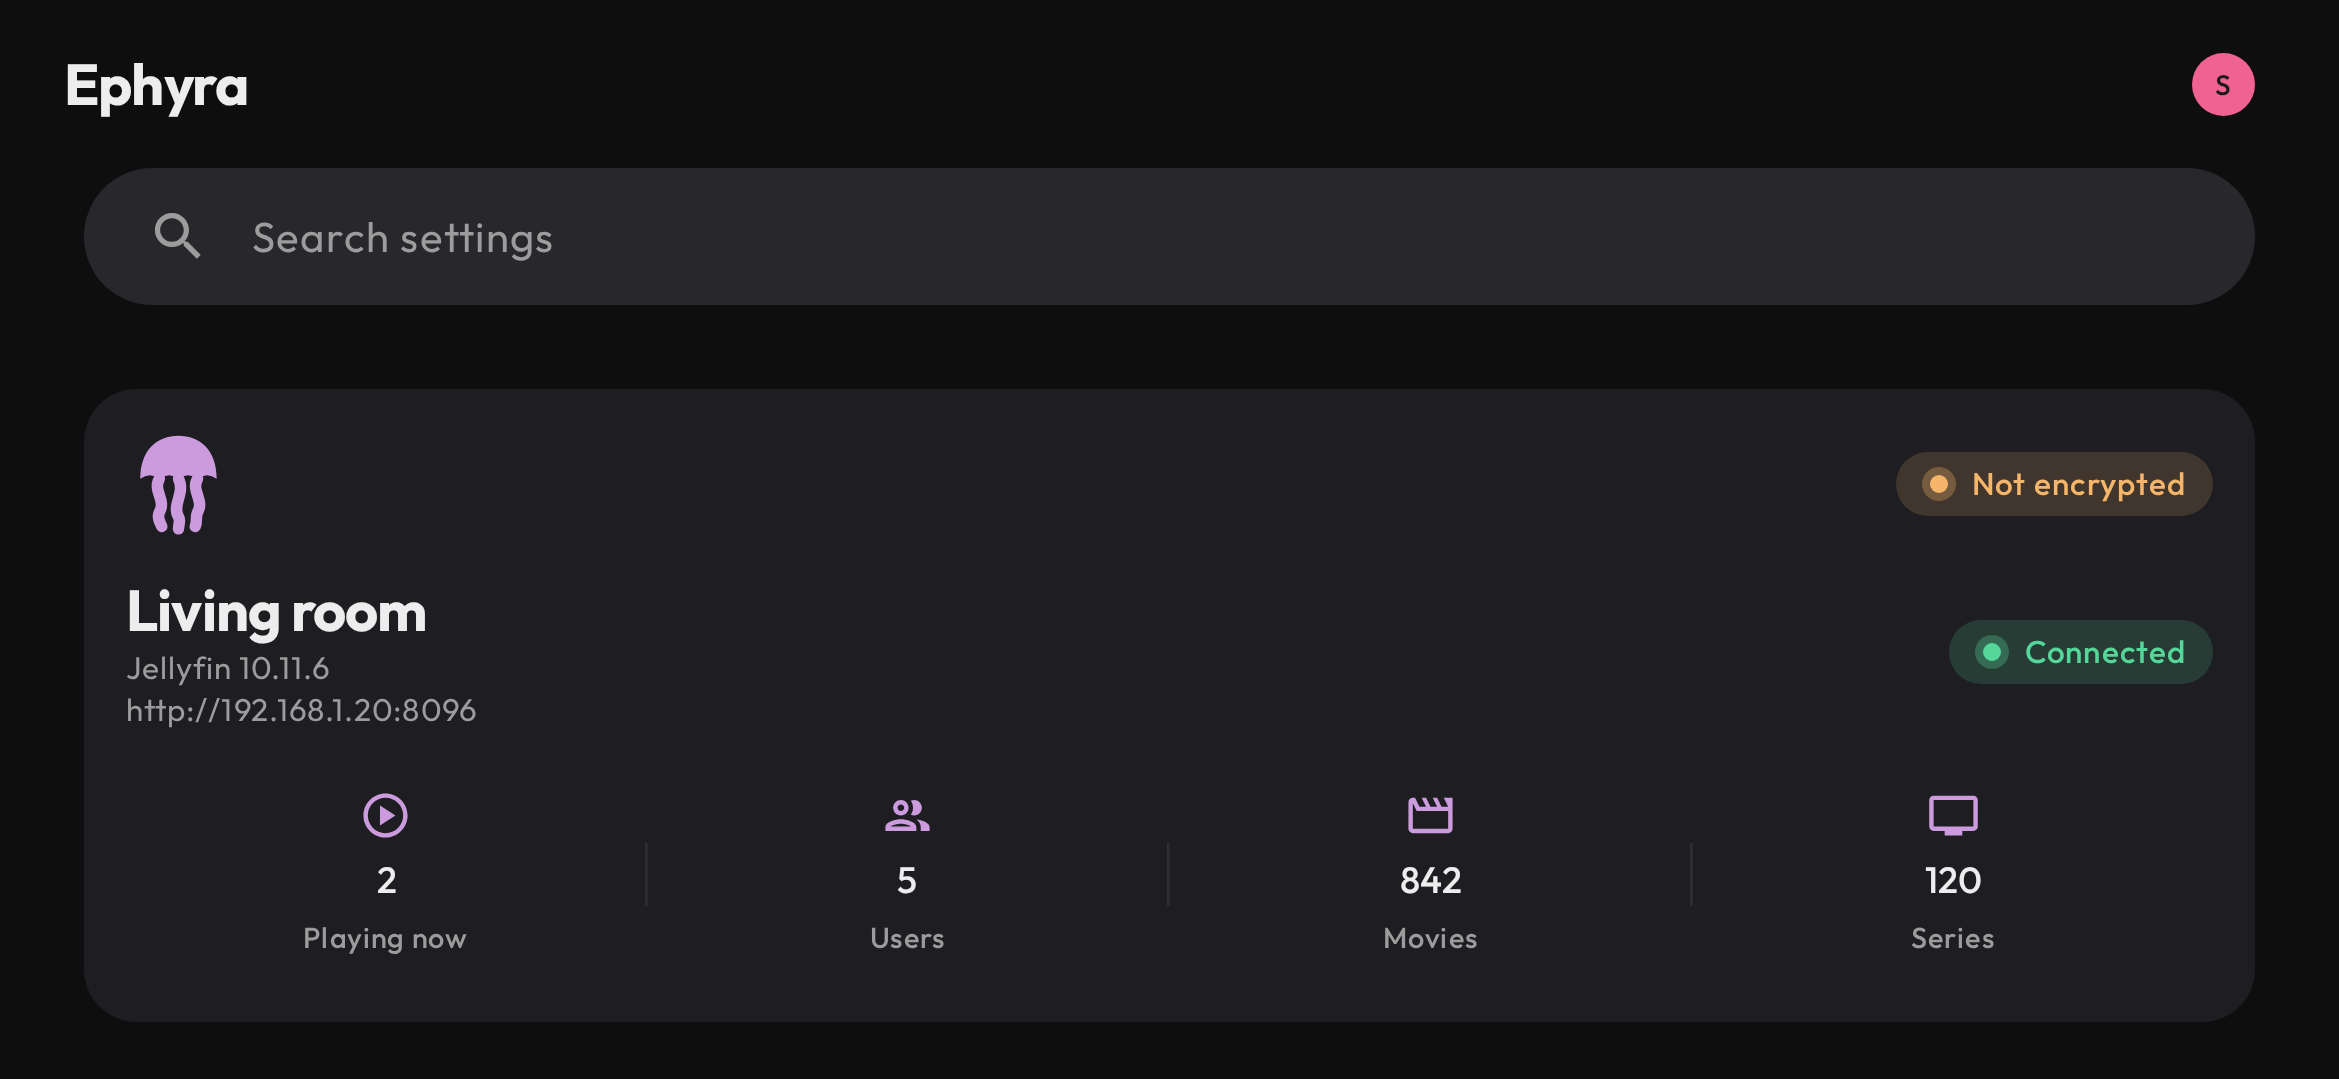 Ephyra
S
Search settings
Not encrypted
Living room
Connected
Jellyfin 10.11.6
http://192.168.1.20:8096
2
Playing now
5
Users
842
Movies
120
Series